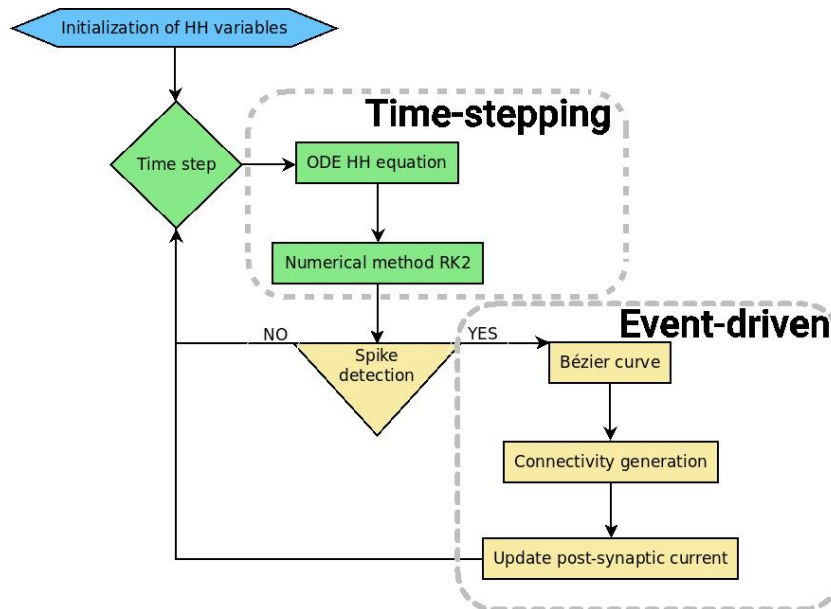 Initialization of HH variables
Time-stepping
Time step
ODE HH equation
Numerical method RK2
Event-driven
NO
YES
Spike
detection
Bézier curve
Connectivity generation
Update post-synaptic current